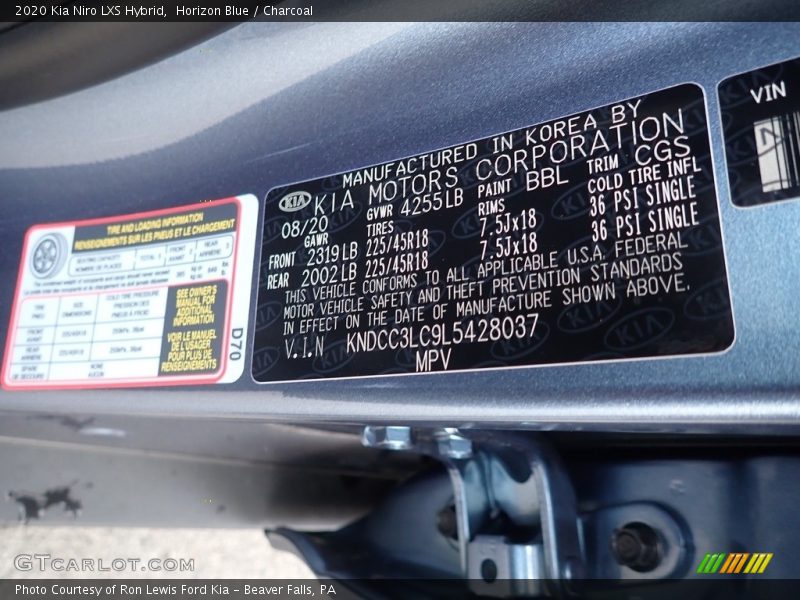 2020 Kia Niro LXS Hybrid, Horizon Blue / Charcoal
MANUFACTURED IN KOREA BY
KIA KIA MOTORS CORPORATION
08/20 GVWR 4255LB PAINT BBL TRIM CGS
GAWR TIRES RIMS COLD TIRE INFL
FRONT 2319 LB 225/45R18 7.5Jx18 36 PSI SINGLE
REAR 2002 LB 225/45R18 7.5Jx18 36 PSI SINGLE
THIS VEHICLE CONFORMS TO ALL APPLICABLE U.S.A. FEDERAL
MOTOR VEHICLE SAFETY AND THEFT PREVENTION STANDARDS
IN EFFECT ON THE DATE OF MANUFACTURE SHOWN ABOVE.
V.I.N KNDCC3LC9L5428037
MPV
VIN
TIRE AND LOADING INFORMATION
RENSEIGNEMENTS SUR LES PNEUS ET LE CHARGEMENT
SEE OWNER'S
MANUAL FOR
ADDITIONAL
INFORMATION
VOIR LE MANUEL
DE L'USAGER
POUR PLUS DE
RENSEIGNEMENTS
D70
GTCarLot.com
Photo Courtesy of Ron Lewis Ford Kia - Beaver Falls, PA